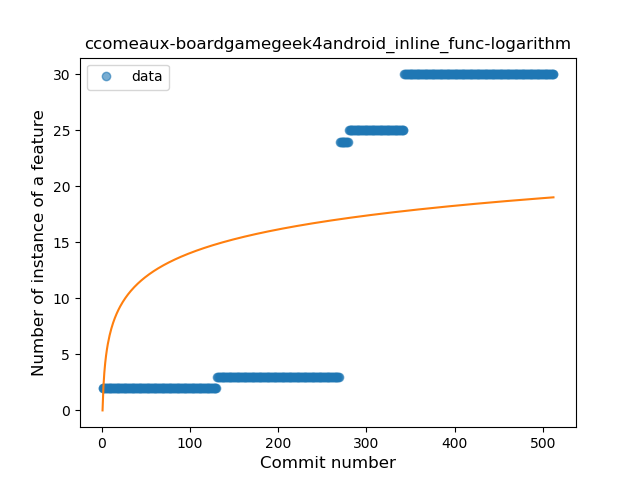 ccomeaux-boardgamegeek4android_inline_func-logarithm
data
Number of instance of a feature
30
25
20
15
10
5
0
0 100 200 300 400 500
Commit number